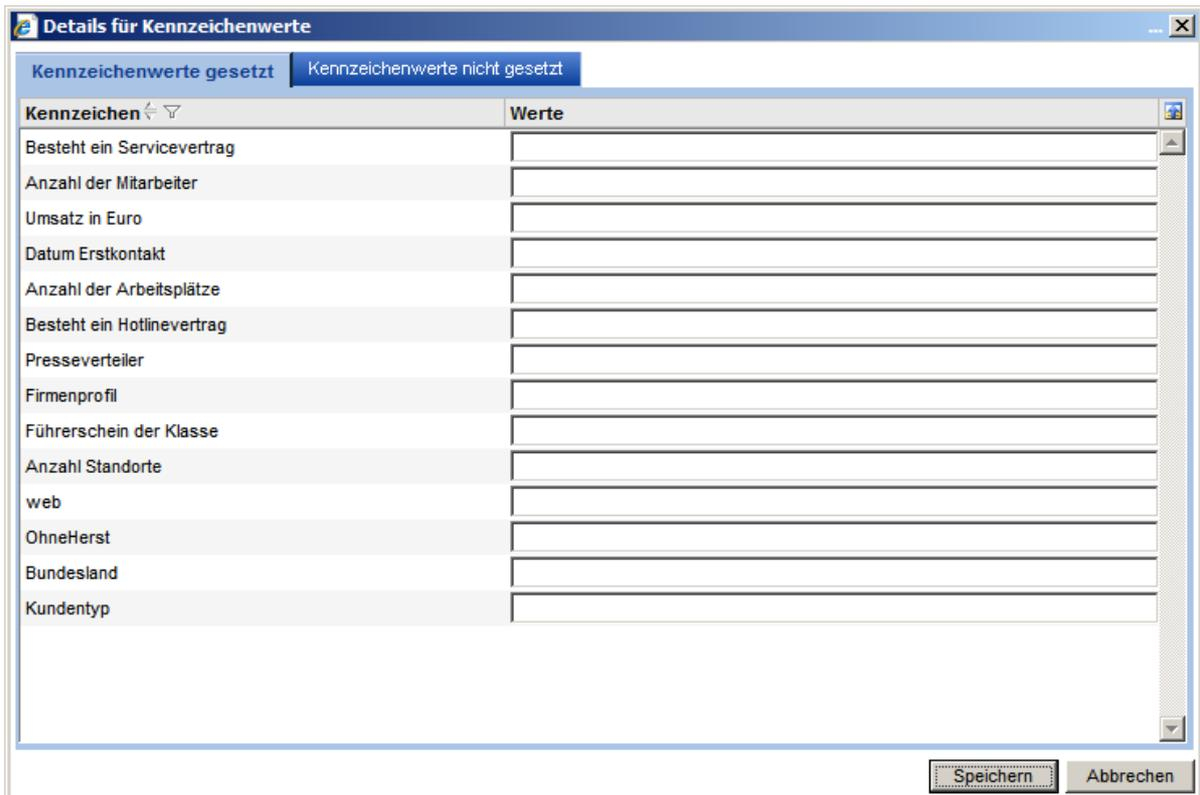 Details für Kennzeichenwerte ...
Kennzeichenwerte gesetzt Kennzeichenwerte nicht gesetzt
Kennzeichen Werte
Besteht ein Servicevertrag
Anzahl der Mitarbeiter
Umsatz in Euro
Datum Erstkontakt
Anzahl der Arbeitsplätze
Besteht ein Hotlinevertrag
Presseverteiler
Firmenprofil
Führerschein der Klasse
Anzahl Standorte
web
OhneHerst
Bundesland
Kundentyp
Speichern Abbrechen